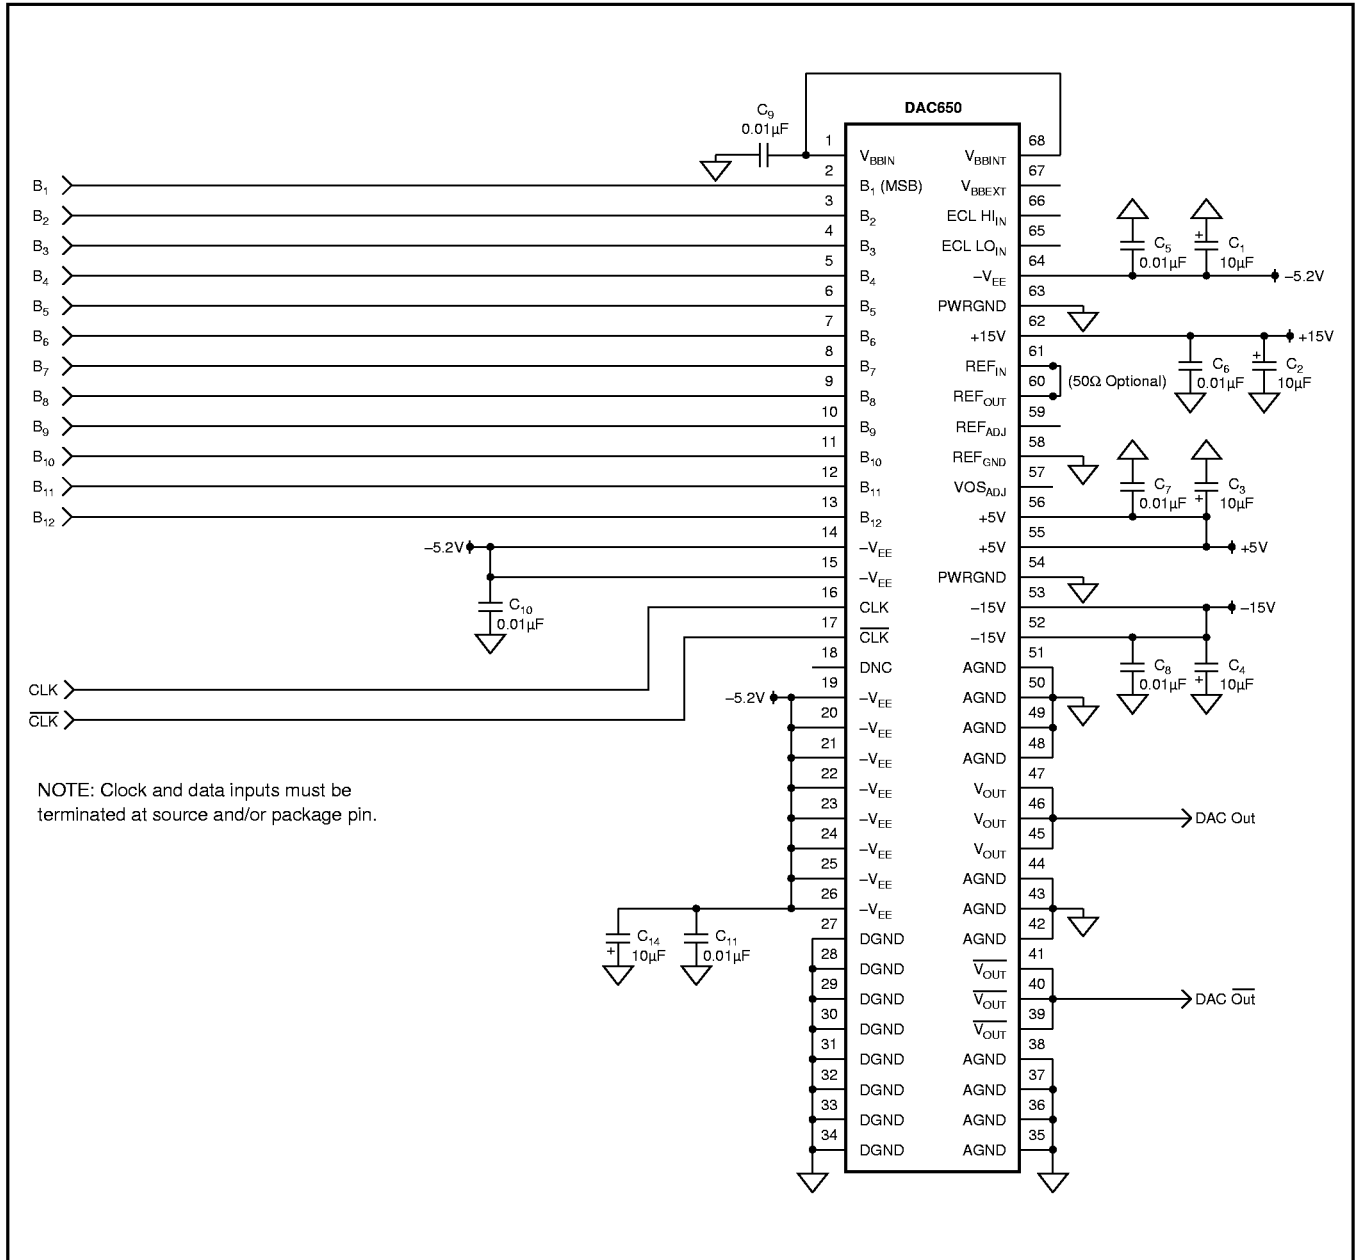 DAC650
C9
0.01µF
1
VBBIN
VBBINT
68
B1
2
B1 (MSB)
VBBEXT
67
B2
3
B2
ECL HIIN
66
B3
4
B3
ECL LOIN
65
C5
0.01µF
+
C1
10µF
B4
5
B4
–VEE
64
–5.2V
B5
6
B5
PWRGND
63
B6
7
B6
+15V
62
+15V
B7
8
B7
REFIN
61
(50Ω Optional)
C6
0.01µF
+
C2
10µF
B8
9
B8
REFOUT
60
B9
10
B9
REFADJ
59
B10
11
B10
REFGND
58
B11
12
B11
VOSADJ
57
C7
0.01µF
+
C3
10µF
B12
13
B12
+5V
56
–5.2V
14
–VEE
+5V
55
+5V
15
–VEE
PWRGND
54
C10
0.01µF
16
CLK
–15V
53
–15V
17
CLK
–15V
52
18
DNC
AGND
51
C8
0.01µF
+
C4
10µF
CLK
CLK
–5.2V
19
–VEE
AGND
50
20
–VEE
AGND
49
21
–VEE
AGND
48
NOTE: Clock and data inputs must be
terminated at source and/or package pin.
22
–VEE
VOUT
47
23
–VEE
VOUT
46
DAC Out
24
–VEE
VOUT
45
25
–VEE
AGND
44
26
–VEE
AGND
43
C14
+
10µF
C11
0.01µF
27
DGND
AGND
42
28
DGND
VOUT
41
29
DGND
VOUT
40
DAC Out
30
DGND
VOUT
39
31
DGND
AGND
38
32
DGND
AGND
37
33
DGND
AGND
36
34
DGND
AGND
35